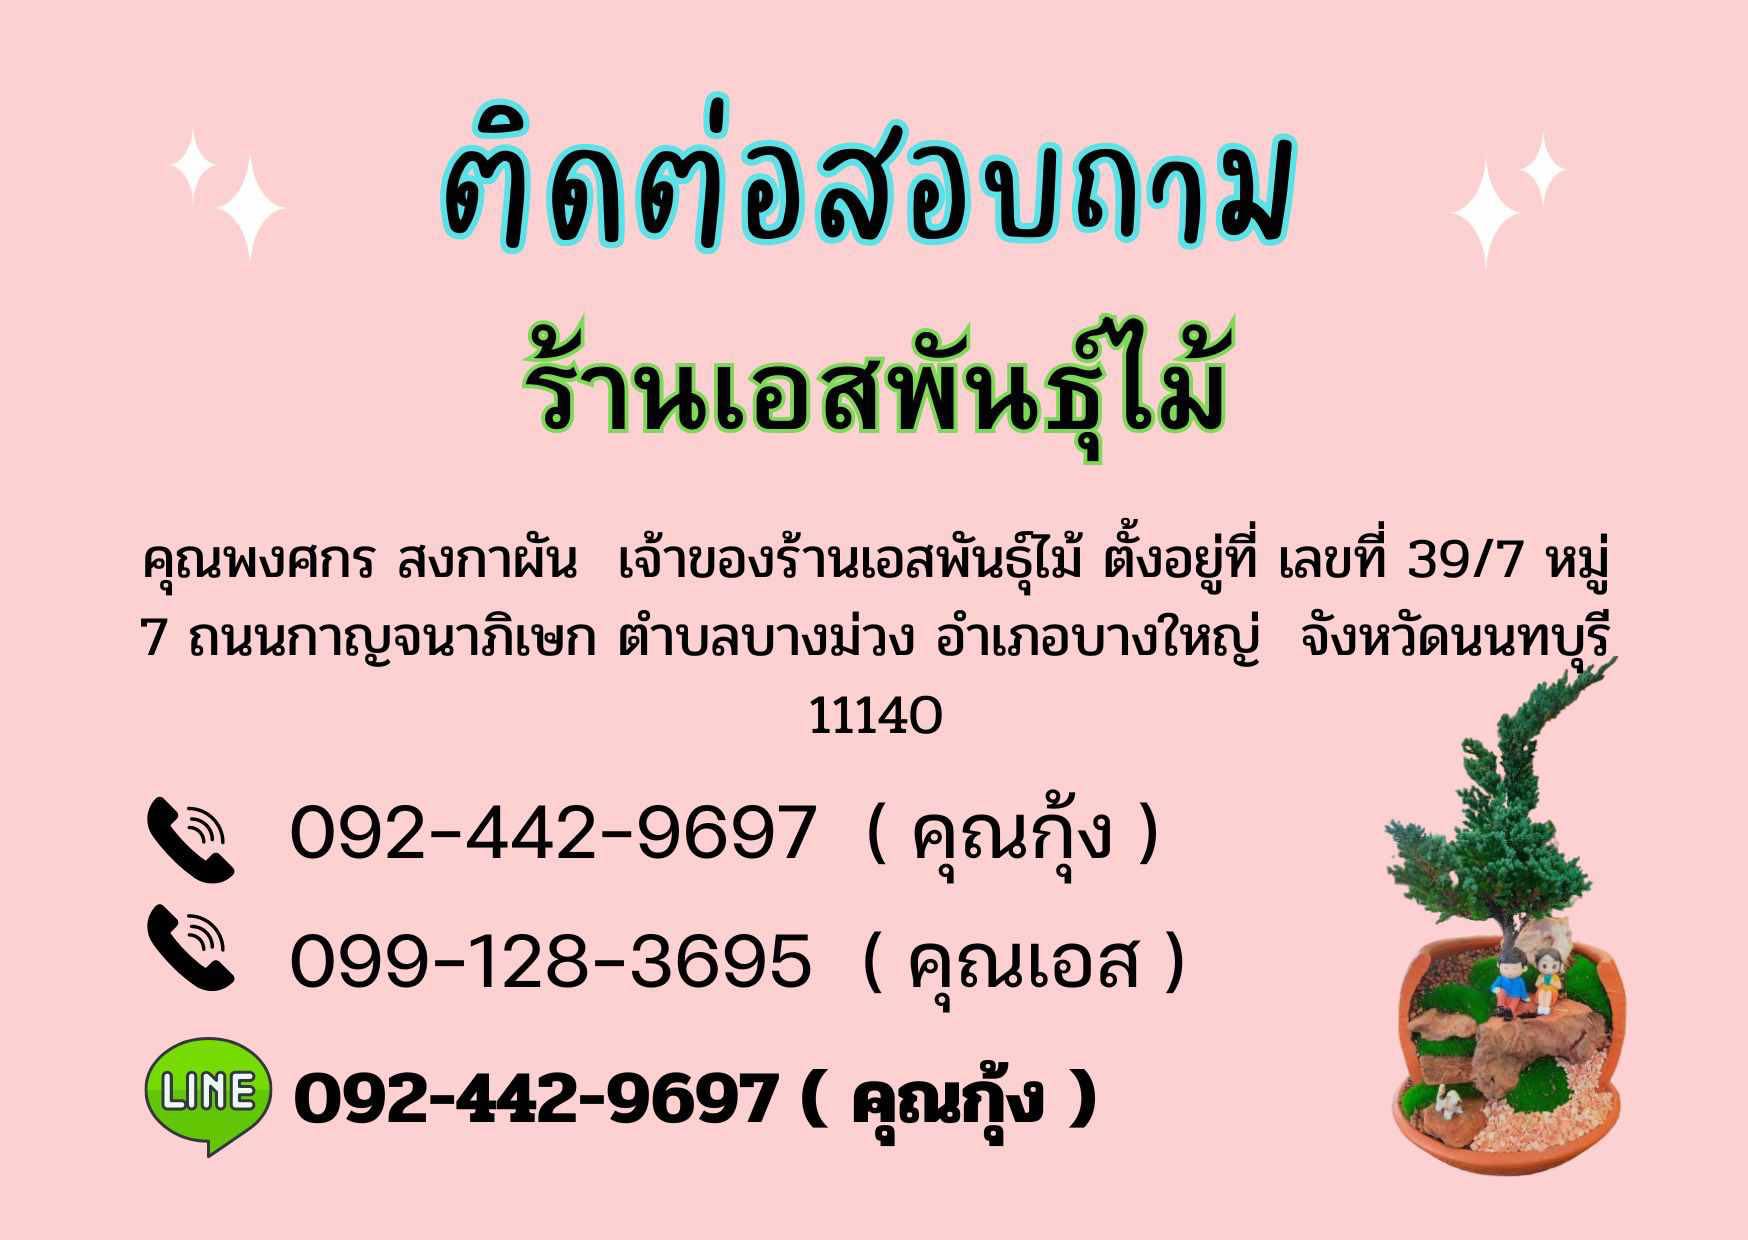 ติดต่อสอบถาม
ร้านเอสพันธุ์ไม้
คุณพงศกร สงกาผัน เจ้าของร้านเอสพันธุ์ไม้ ตั้งอยู่ที่ เลขที่ 39/7 หมู่
7 ถนนกาญจนาภิเษก ตำบลบางม่วง อำเภอบางใหญ่ จังหวัดนนทบุรี
11140
092-442-9697 ( คุณกุ้ง )
099-128-3695 ( คุณเอส )
LINE 092-442-9697 ( คุณกุ้ง )